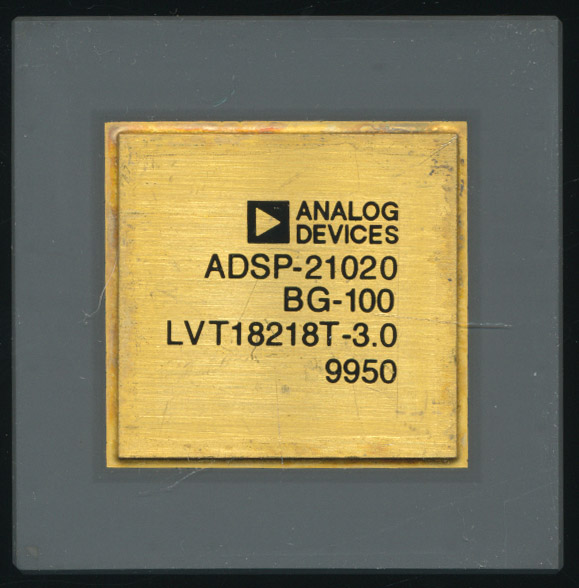 ANALOG
DEVICES
ADSP-21020
BG-100
LVT18218T-3.0
9950